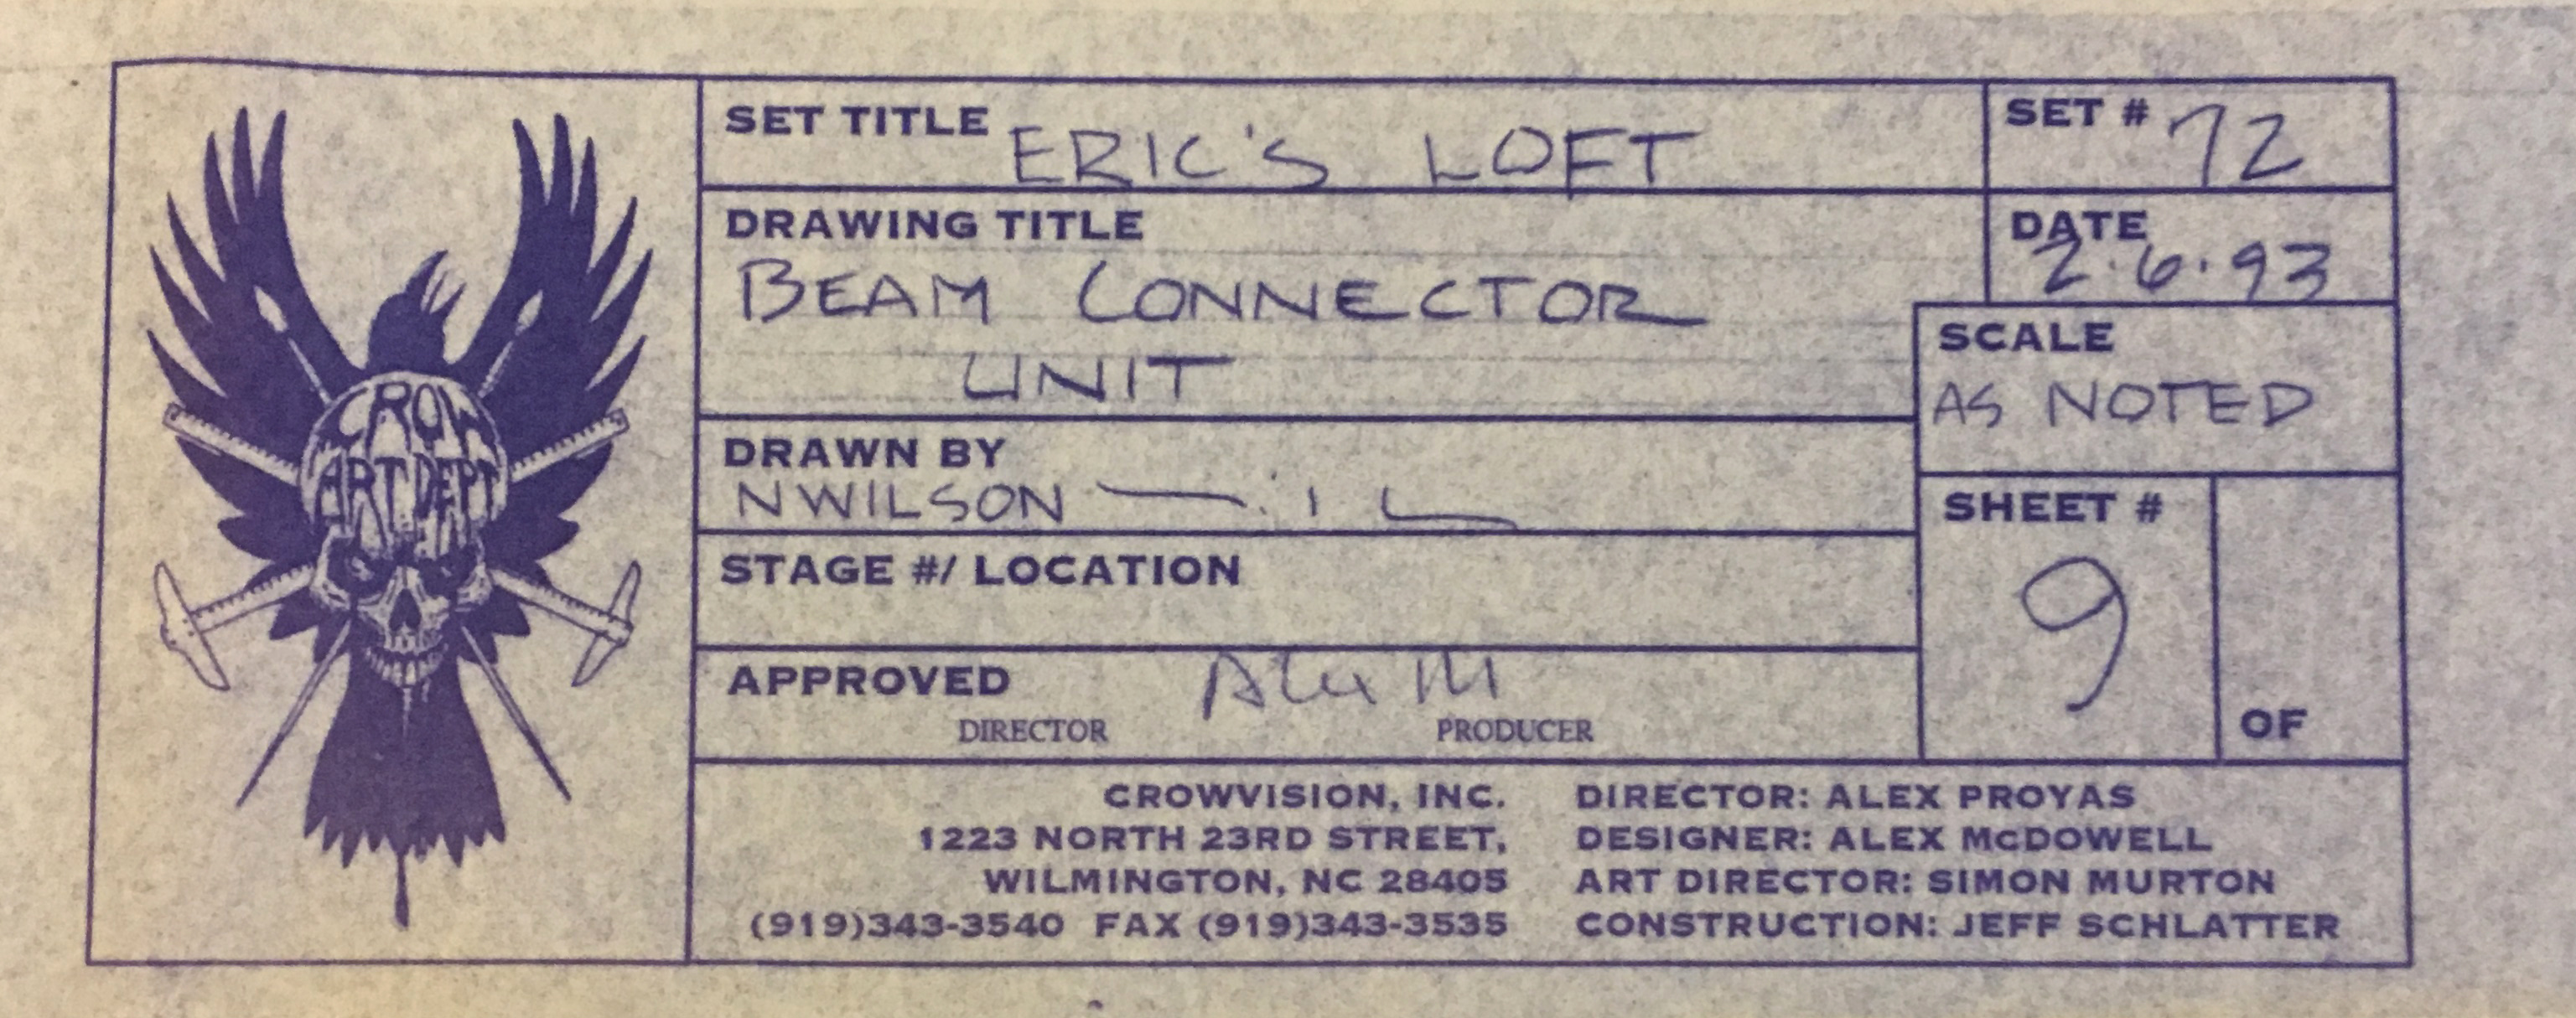 CROW
ART DEPT
SET TITLE ERIC'S LOFT
SET # 72
DRAWING TITLE
BEAM CONNECTOR
UNIT
DATE
2.6.93
SCALE
AS NOTED
DRAWN BY
NWILSON
SHEET #
9
OF
STAGE #/ LOCATION
APPROVED
DIRECTOR PRODUCER
CROWVISION, INC.
1223 NORTH 23RD STREET,
WILMINGTON, NC 28405
(919)343-3540 FAX (919)343-3535
DIRECTOR: ALEX PROYAS
DESIGNER: ALEX McDOWELL
ART DIRECTOR: SIMON MURTON
CONSTRUCTION: JEFF SCHLATTER